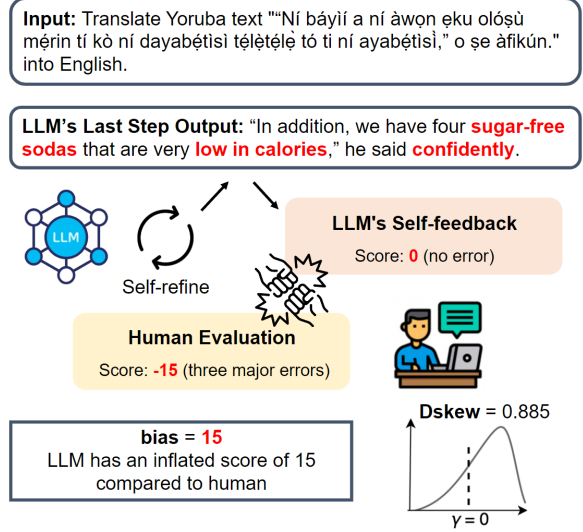 Input: Translate Yoruba text "“Ní báyìí a ní àwọn ẹ̀ku olóṣù
mẹ́rin tí kò ní dayabẹ́tìsì tẹ́lẹ̀tẹ́lẹ̀ tó ti ní ayabẹ́tìsì,” o ṣe àfikún."
into English.
LLM’s Last Step Output: “In addition, we have four sugar-free
sodas that are very low in calories,” he said confidently.
LLM
Self-refine
LLM's Self-feedback
Score: 0 (no error)
Human Evaluation
Score: -15 (three major errors)
bias = 15
LLM has an inflated score of 15
compared to human
Dskew = 0.885
γ = 0